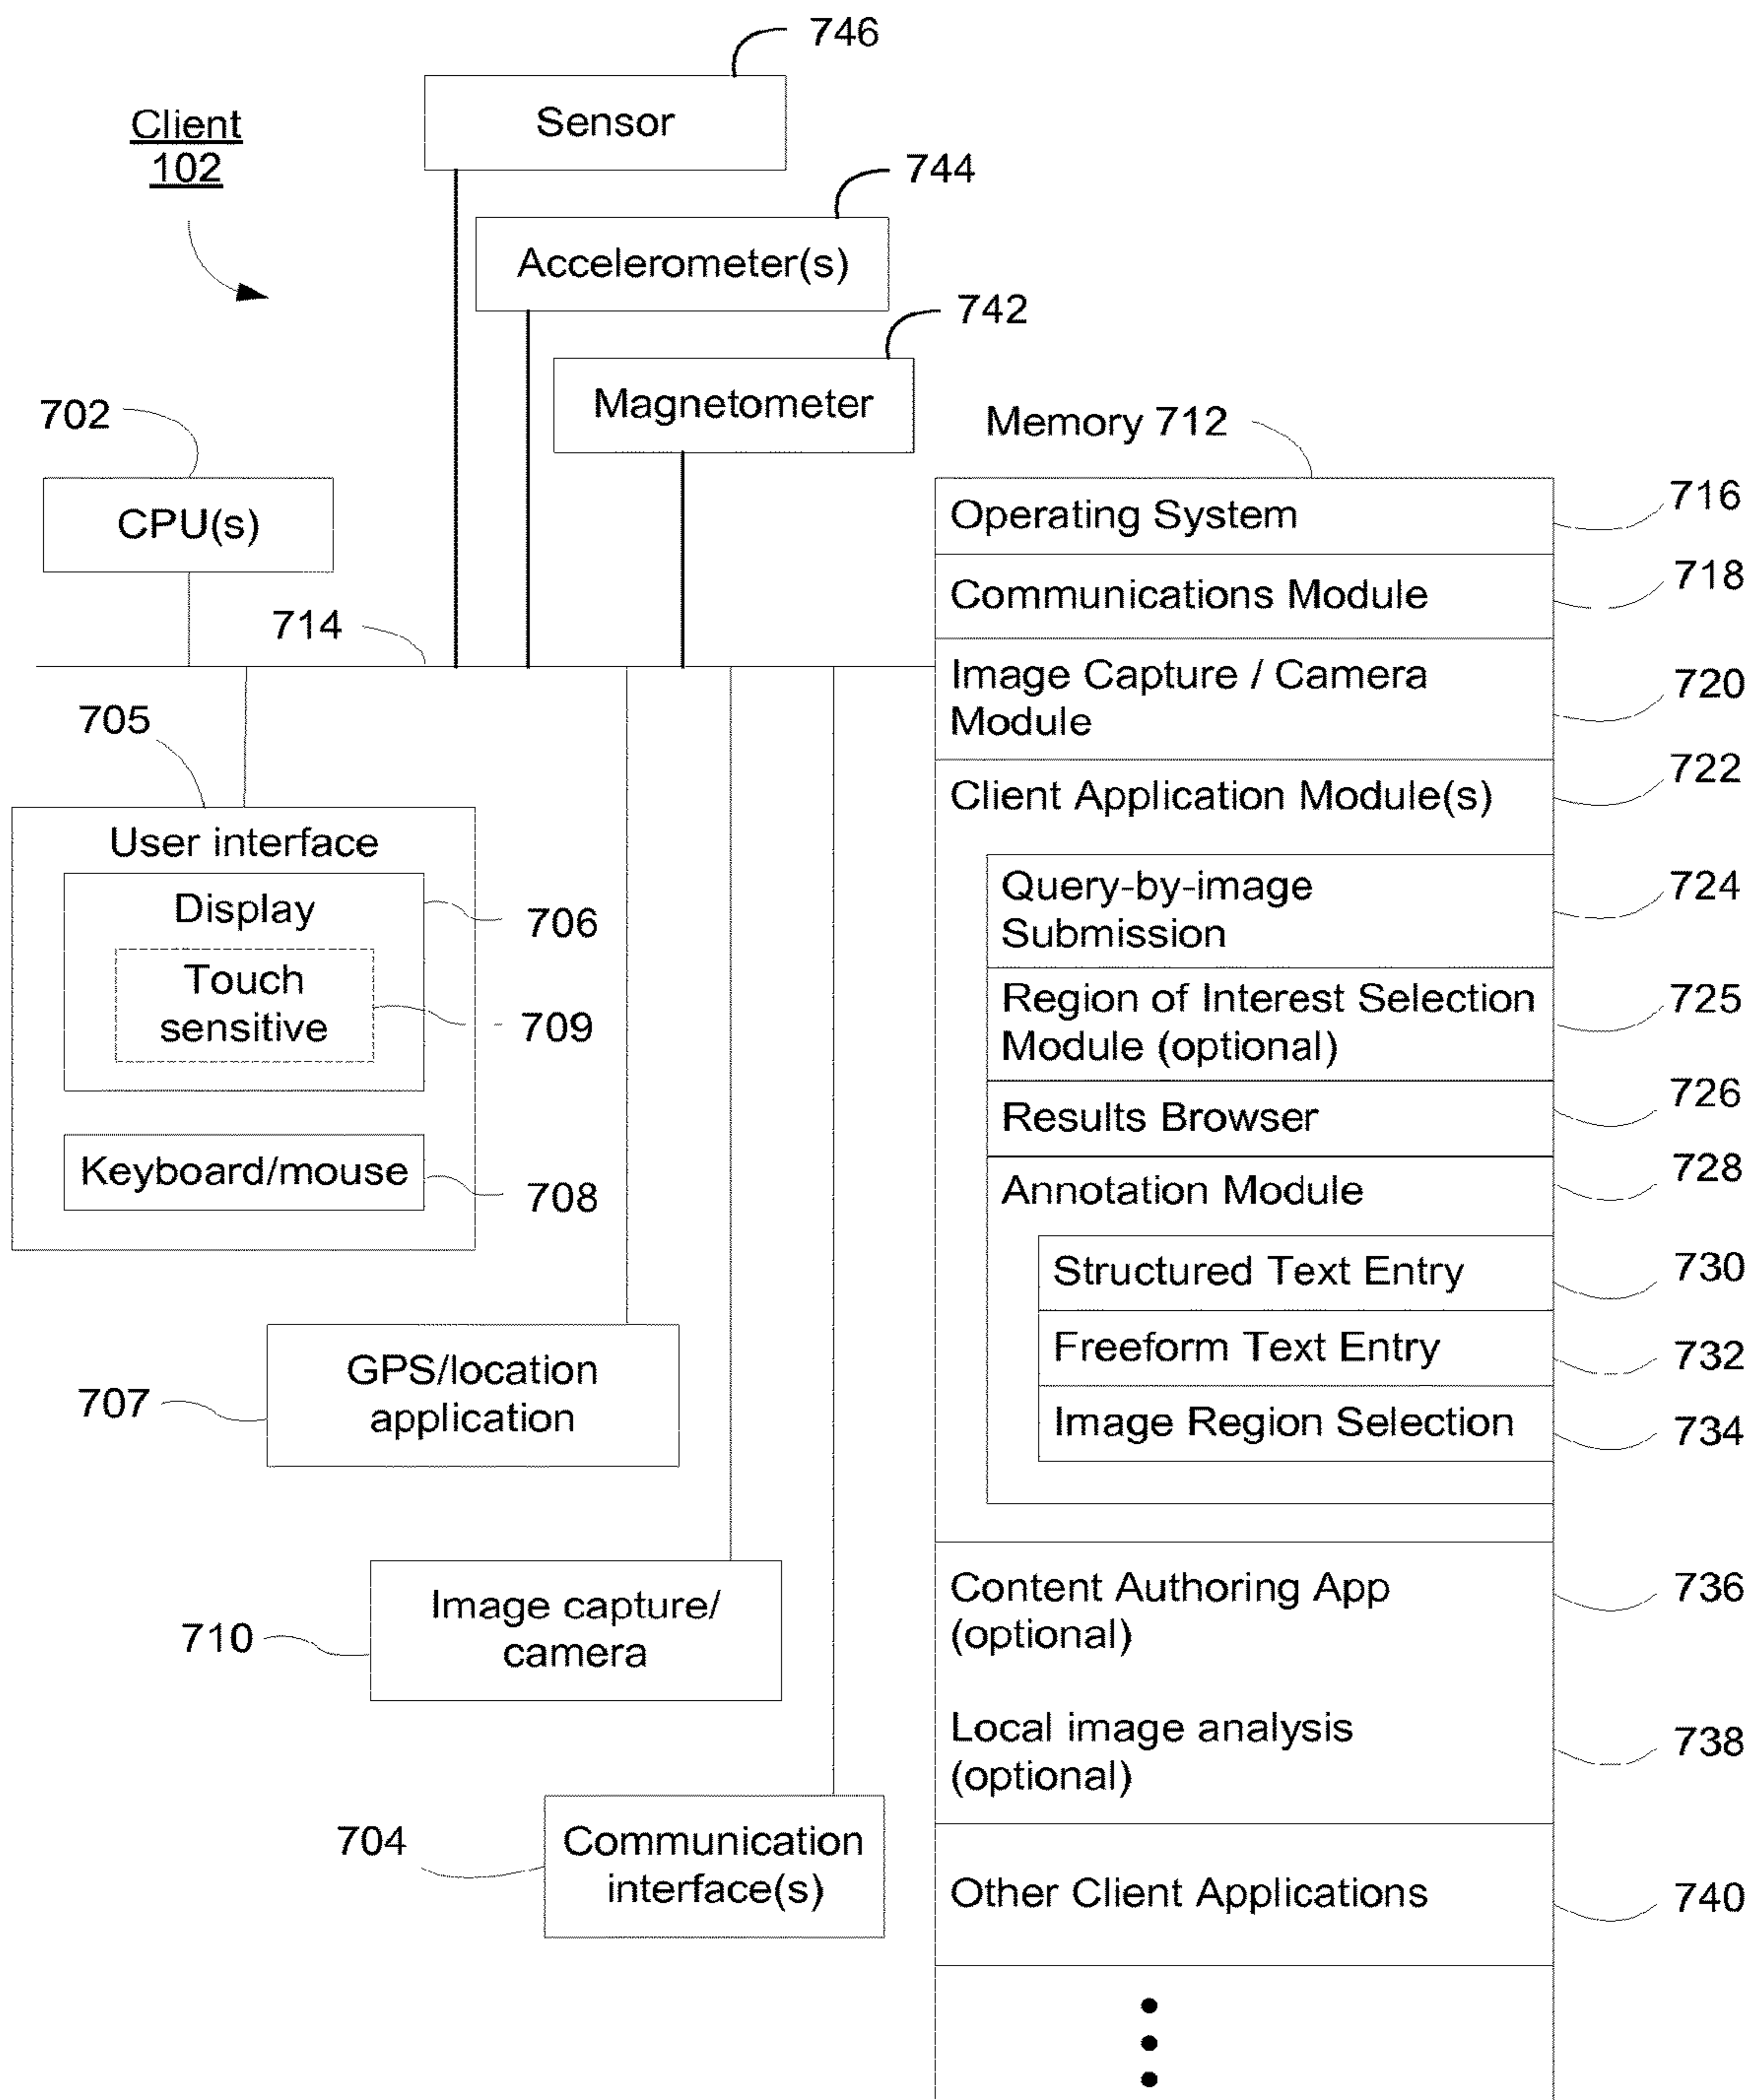 746
Sensor
Client
102
744
Accelerometer(s)
742
Magnetometer
702
CPU(s)
714
705
User interface
Display
706
Touch
sensitive
709
Keyboard/mouse
708
GPS/location
application
707
Image capture/
camera
710
Communication
interface(s)
704
Memory 712
Operating System
716
Communications Module
718
Image Capture / Camera
Module
720
Client Application Module(s)
722
Query-by-image
Submission
724
Region of Interest Selection
Module (optional)
725
Results Browser
726
Annotation Module
728
Structured Text Entry
730
Freeform Text Entry
732
Image Region Selection
734
Content Authoring App
(optional)
736
Local image analysis
(optional)
738
Other Client Applications
740